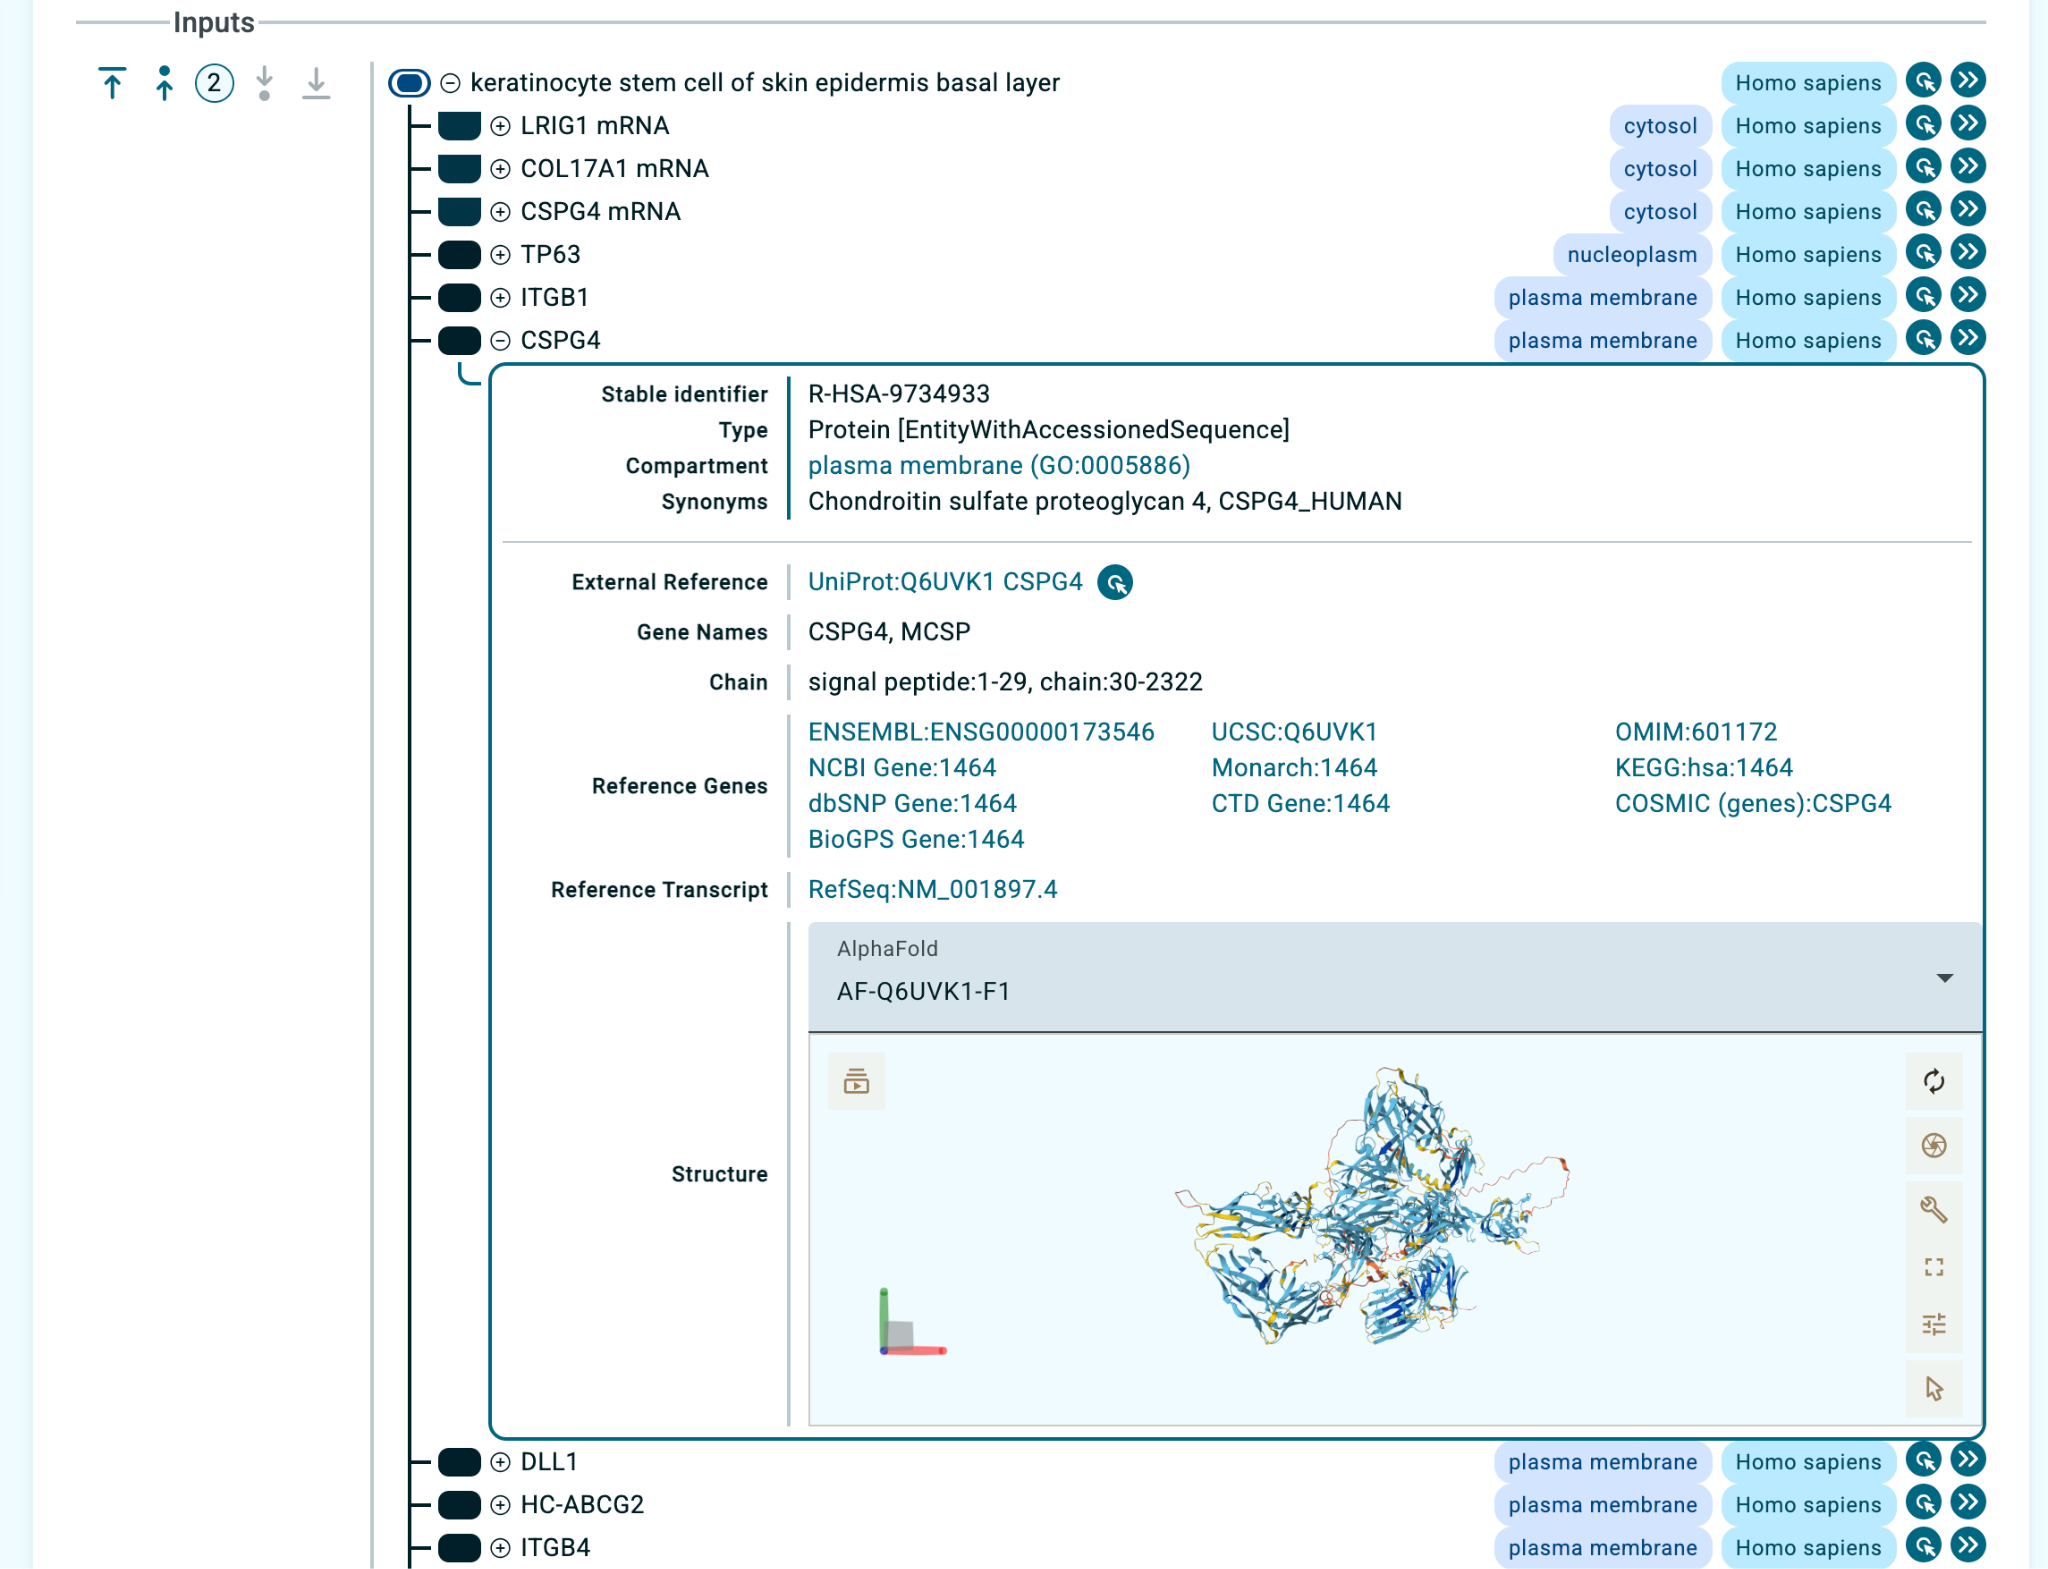 Inputs
2
keratinocyte stem cell of skin epidermis basal layer Homo sapiens
LRIG1 mRNA cytosol Homo sapiens
COL17A1 mRNA cytosol Homo sapiens
CSPG4 mRNA cytosol Homo sapiens
TP63 nucleoplasm Homo sapiens
ITGB1 plasma membrane Homo sapiens
CSPG4 plasma membrane Homo sapiens
Stable identifier R-HSA-9734933
Type Protein [EntityWithAccessionedSequence]
Compartment plasma membrane (GO:0005886)
Synonyms Chondroitin sulfate proteoglycan 4, CSPG4_HUMAN
External Reference UniProt:Q6UVK1 CSPG4
Gene Names CSPG4, MCSP
Chain signal peptide:1-29, chain:30-2322
Reference Genes
ENSEMBL:ENSG00000173546 UCSC:Q6UVK1 OMIM:601172
NCBI Gene:1464 Monarch:1464 KEGG:hsa:1464
dbSNP Gene:1464 CTD Gene:1464 COSMIC (genes):CSPG4
BioGPS Gene:1464
Reference Transcript RefSeq:NM_001897.4
Structure
AlphaFold
AF-Q6UVK1-F1
DLL1 plasma membrane Homo sapiens
HC-ABCG2 plasma membrane Homo sapiens
ITGB4 plasma membrane Homo sapiens